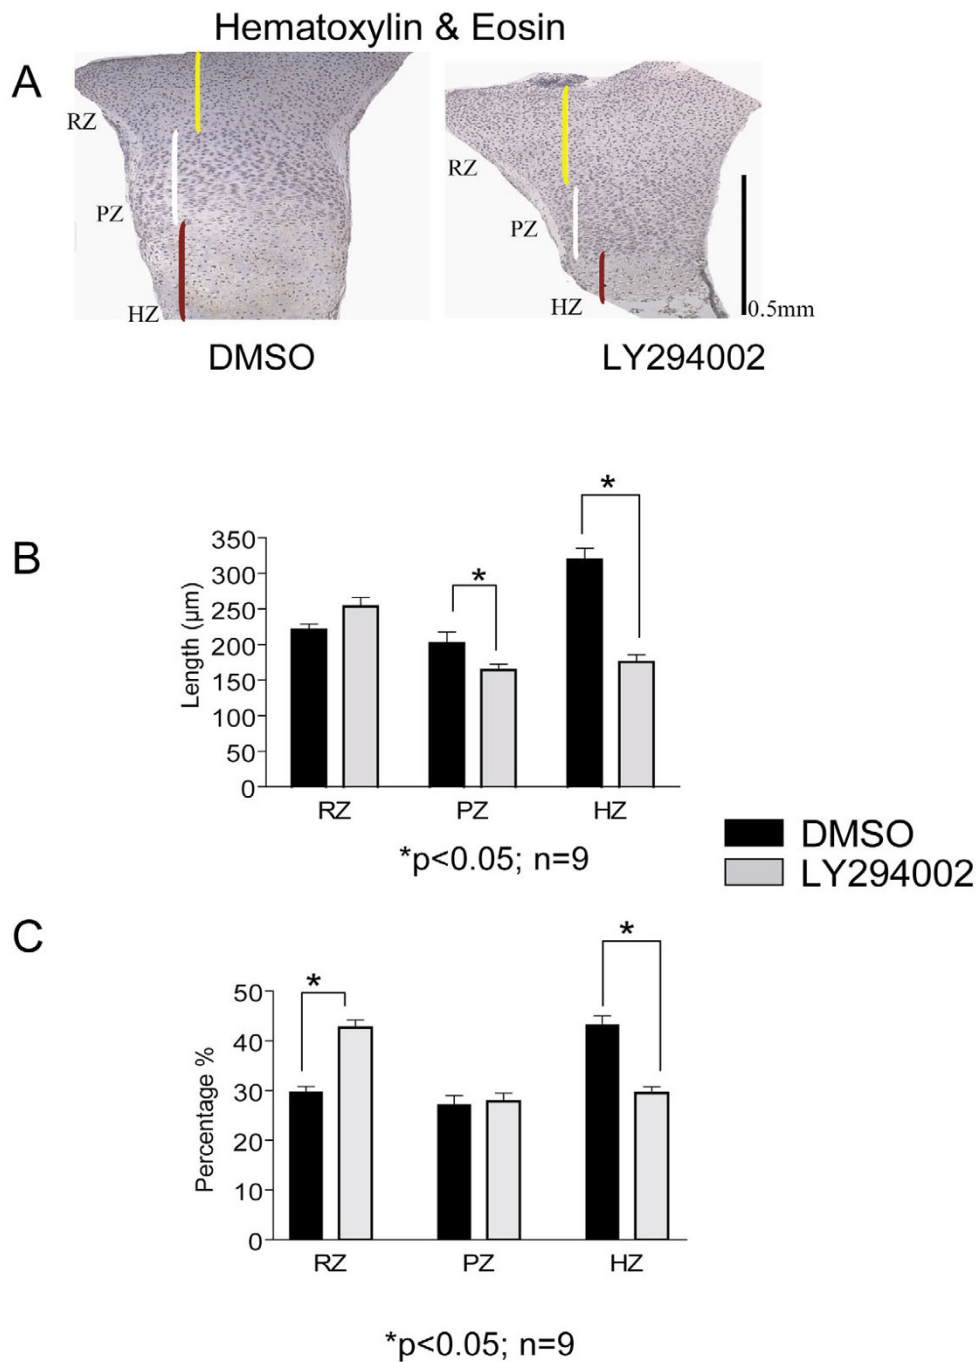 Hematoxylin & Eosin
A
RZ
PZ
HZ
RZ
PZ
HZ
0.5mm
DMSO
LY294002
B
Length (µm)
350
300
250
200
150
100
50
0
*
*
RZ
PZ
HZ
*p<0.05; n=9
DMSO
LY294002
C
Percentage %
50
40
30
20
10
0
*
*
RZ
PZ
HZ
*p<0.05; n=9